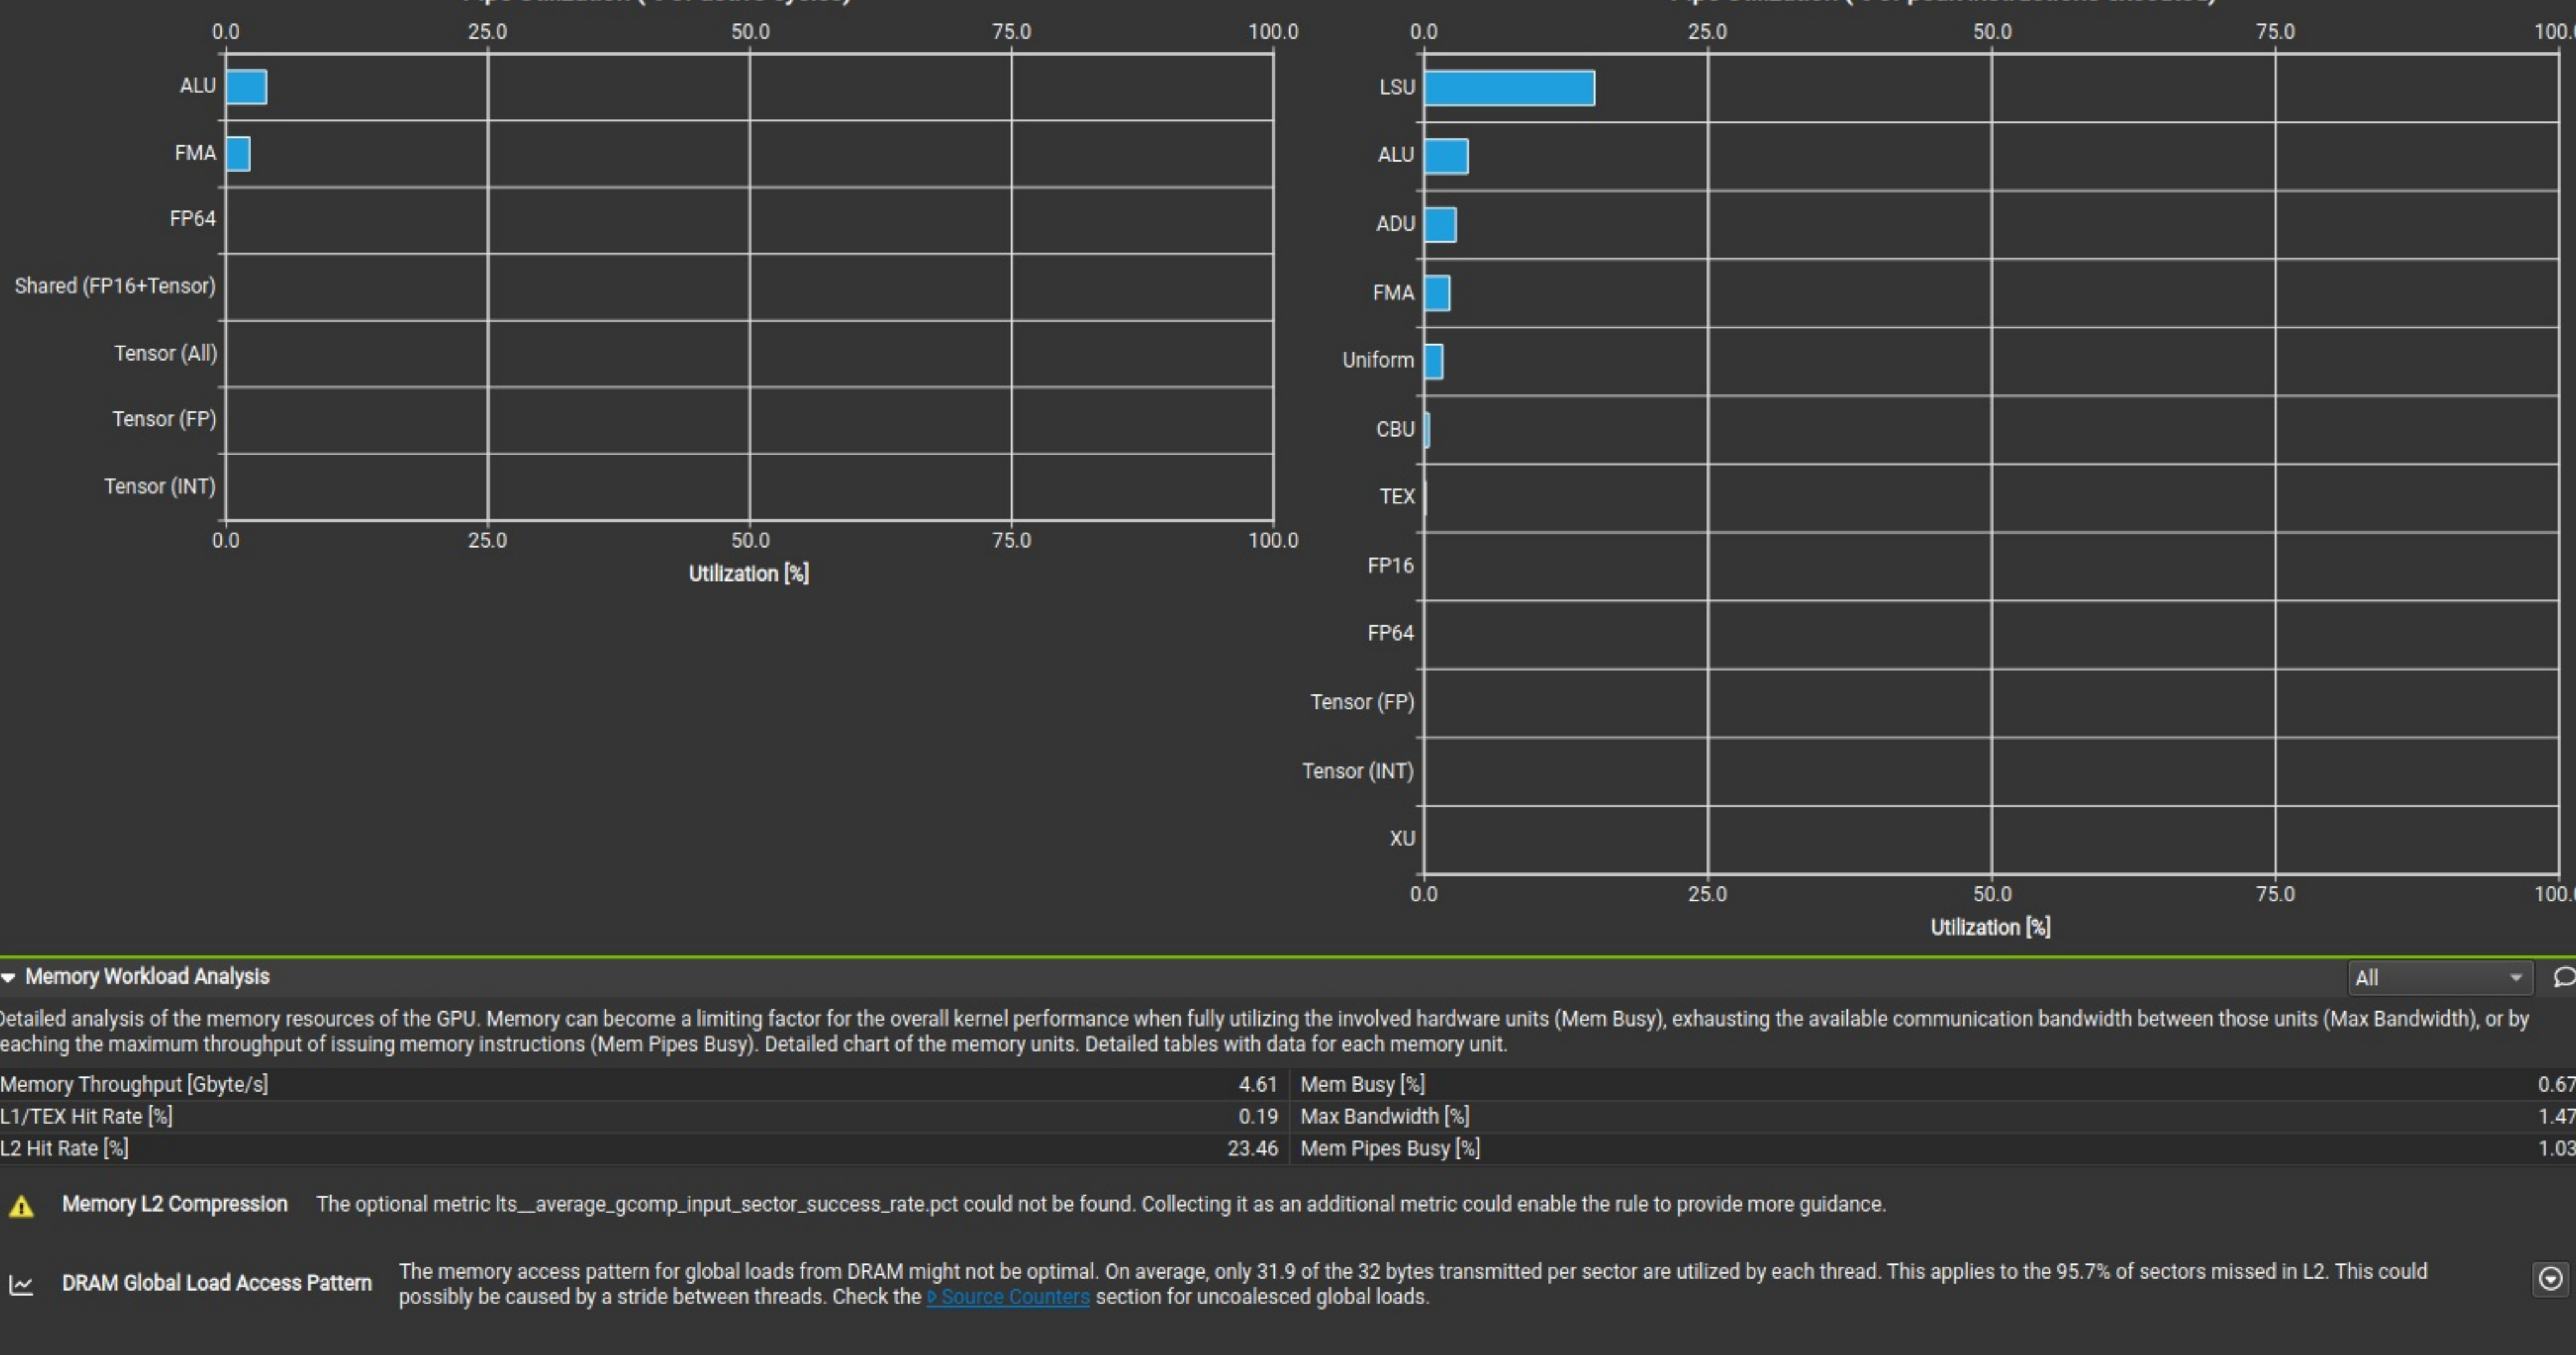 0.0 25.0 50.0 75.0 100.0
ALU
FMA
FP64
Shared (FP16+Tensor)
Tensor (All)
Tensor (FP)
Tensor (INT)
0.0 25.0 50.0 75.0 100.0
Utilization [%]
0.0 25.0 50.0 75.0 100.
LSU
ALU
ADU
FMA
Uniform
CBU
TEX
FP16
FP64
Tensor (FP)
Tensor (INT)
XU
0.0 25.0 50.0 75.0 100.
Utilization [%]
Memory Workload Analysis All
Detailed analysis of the memory resources of the GPU. Memory can become a limiting factor for the overall kernel performance when fully utilizing the involved hardware units (Mem Busy), exhausting the available communication bandwidth between those units (Max Bandwidth), or by
eaching the maximum throughput of issuing memory instructions (Mem Pipes Busy). Detailed chart of the memory units. Detailed tables with data for each memory unit.
Memory Throughput [Gbyte/s] 4.61 Mem Busy [%] 0.67
L1/TEX Hit Rate [%] 0.19 Max Bandwidth [%] 1.47
L2 Hit Rate [%] 23.46 Mem Pipes Busy [%] 1.03
Memory L2 Compression The optional metric lts__average_gcomp_input_sector_success_rate.pct could not be found. Collecting it as an additional metric could enable the rule to provide more guidance.
DRAM Global Load Access Pattern The memory access pattern for global loads from DRAM might not be optimal. On average, only 31.9 of the 32 bytes transmitted per sector are utilized by each thread. This applies to the 95.7% of sectors missed in L2. This could
possibly be caused by a stride between threads. Check the Source Counters section for uncoalesced global loads.